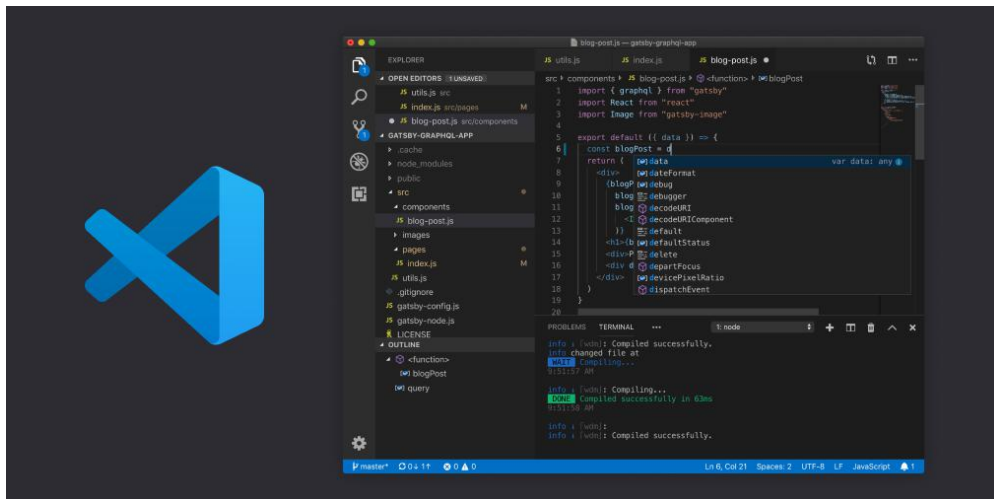 blog-post.js — gatsby-graphql-app
EXPLORER
OPEN EDITORS 1 UNSAVED
JS utils.js src
JS index.js src/pages M
JS blog-post.js src/components
GATSBY-GRAPHQL-APP
.cache
node_modules
public
src
components
JS blog-post.js
images
pages
JS index.js M
JS utils.js
.gitignore
JS gatsby-config.js
JS gatsby-node.js
LICENSE
OUTLINE
<function>
blogPost
query
JS utils.js JS index.js JS blog-post.js
src components JS blog-post.js <function> blogPost
1 import { graphql } from "gatsby"
2 import React from "react"
3 import Image from "gatsby-image"
4
5 export default ({ data }) => {
6 const blogPost = d
7 return (
8 <div>
9 {blogP
10 blog
11 blog
12 <I
13 )}
14 <h1>{b
15 <div>P
16 <div d
17 </div>
18 )
19 }
20
data var data: any
dateFormat
debug
debugger
decodeURI
decodeURIComponent
default
defaultStatus
delete
departFocus
devicePixelRatio
dispatchEvent
PROBLEMS TERMINAL ••• 1: node
info : [wdm]: Compiled successfully.
info changed file at
WAIT Compiling...
9:51:57 AM
info : [wdm]: Compiling...
DONE Compiled successfully in 63ms
9:51:58 AM
info : [wdm]:
info : [wdm]: Compiled successfully.
master* 0↓ 1↑ 0 0 Ln 6, Col 21 Spaces: 2 UTF-8 LF JavaScript 1